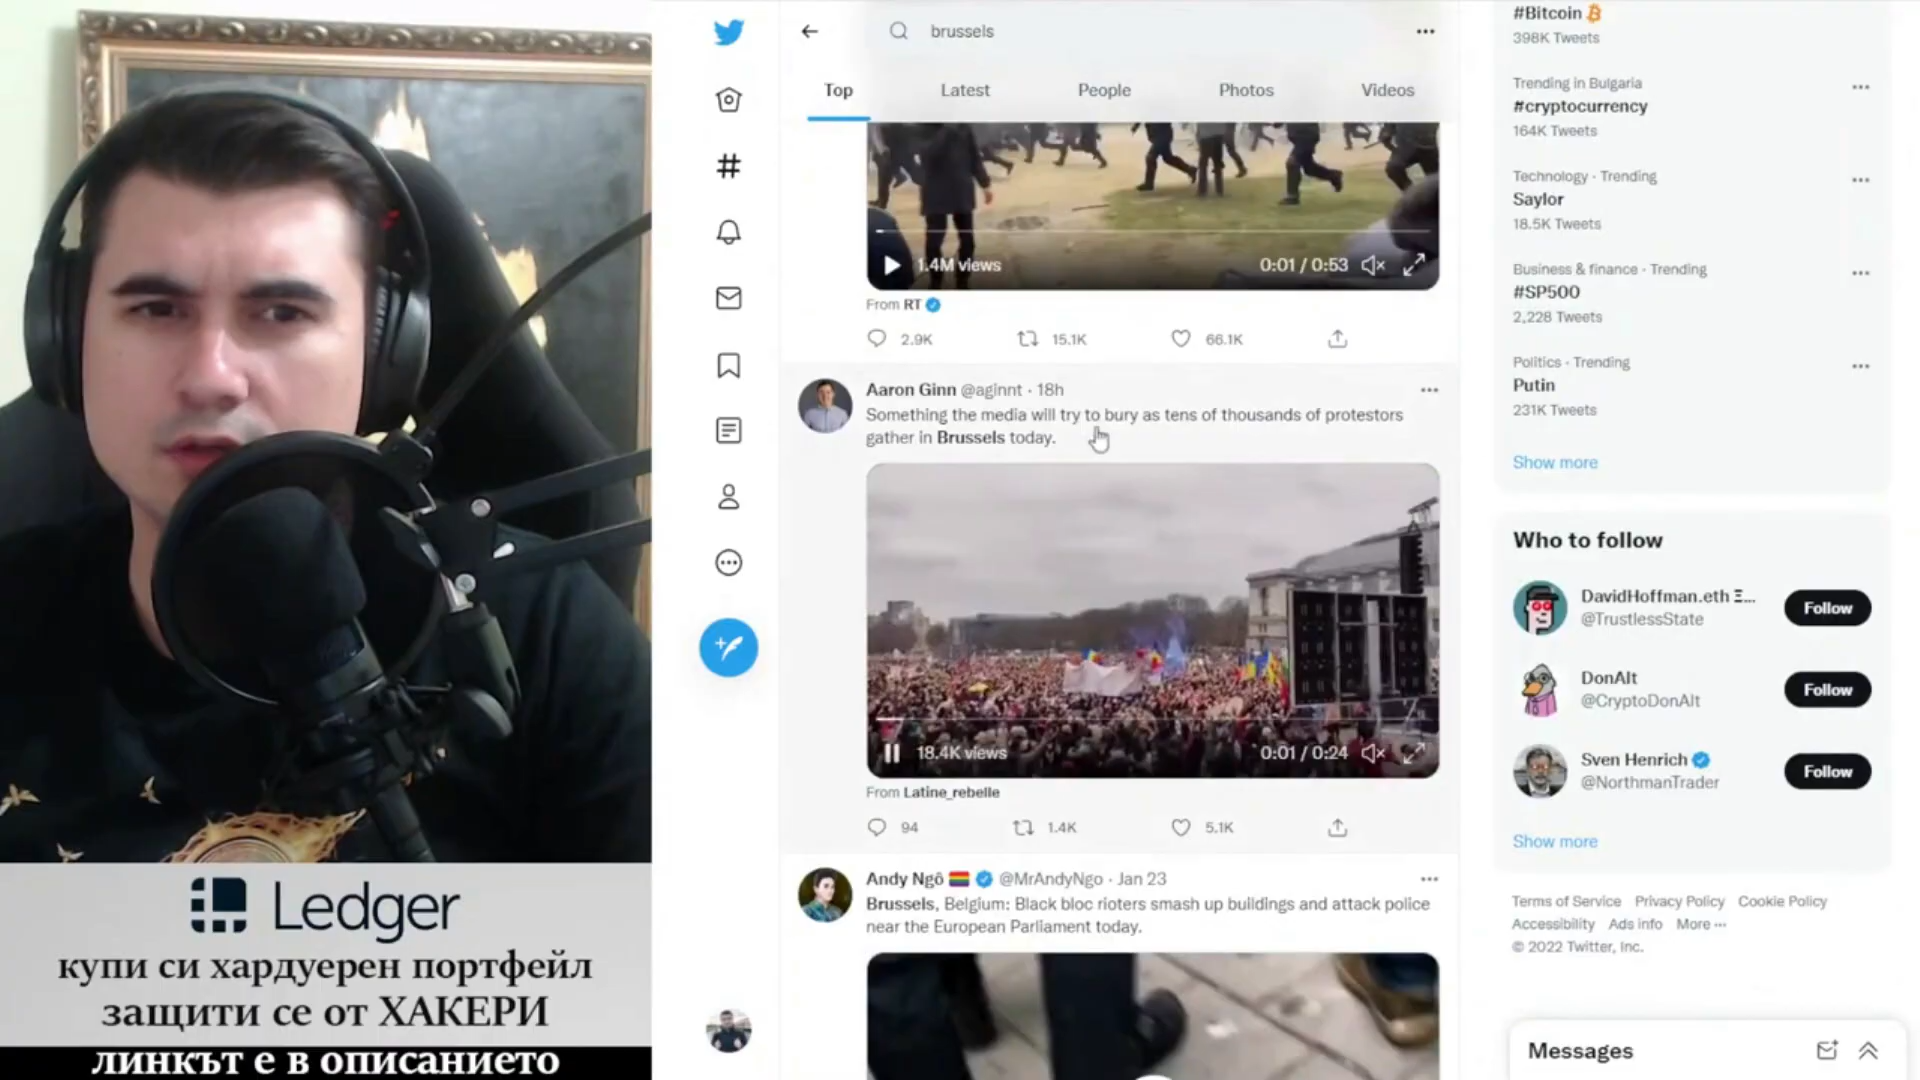 brussels
Top
Latest
People
Photos
Videos
1.4M views
0:01 / 0:53
From RT
2.9K
15.1K
66.1K
Aaron Ginn @aginnt · 18h
Something the media will try to bury as tens of thousands of protestors
gather in Brussels today.
18.4K views
0:01 / 0:24
From Latine_rebelle
94
1.4K
5.1K
Andy Ngô @MrAndyNgo · Jan 23
Brussels, Belgium: Black bloc rioters smash up buildings and attack police
near the European Parliament today.
#Bitcoin
398K Tweets
Trending in Bulgaria
#cryptocurrency
164K Tweets
Technology · Trending
Saylor
18.5K Tweets
Business & finance · Trending
#SP500
2,228 Tweets
Politics · Trending
Putin
231K Tweets
Show more
Who to follow
DavidHoffman.eth Ξ...
@TrustlessState
Follow
DonAlt
@CryptoDonAlt
Follow
Sven Henrich
@NorthmanTrader
Follow
Show more
Terms of Service Privacy Policy Cookie Policy
Accessibility Ads info More ···
© 2022 Twitter, Inc.
Messages
Ledger
купи си хардуерен портфейл
защити се от ХАКЕРИ
линкът е в описанието